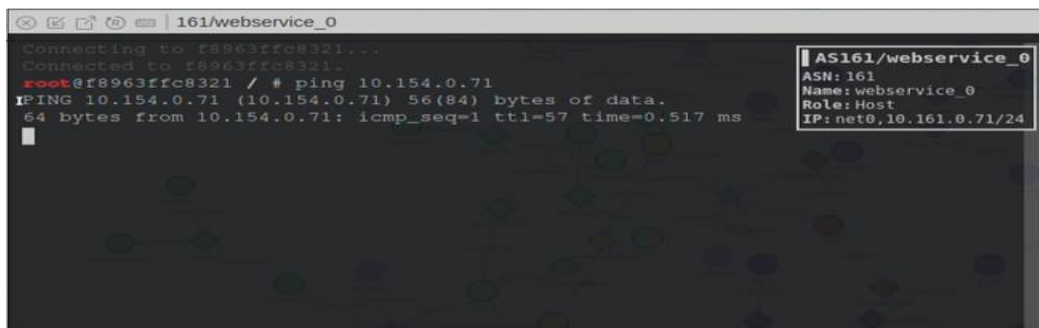 161/webservice_0
Connecting to f8963ffc8321...
Connected to f8963ffc8321.
root@f8963ffc8321 / # ping 10.154.0.71
PING 10.154.0.71 (10.154.0.71) 56(84) bytes of data.
64 bytes from 10.154.0.71: icmp_seq=1 ttl=57 time=0.517 ms
AS161/webservice_0
ASN: 161
Name: webservice_0
Role: Host
IP: net0,10.161.0.71/24